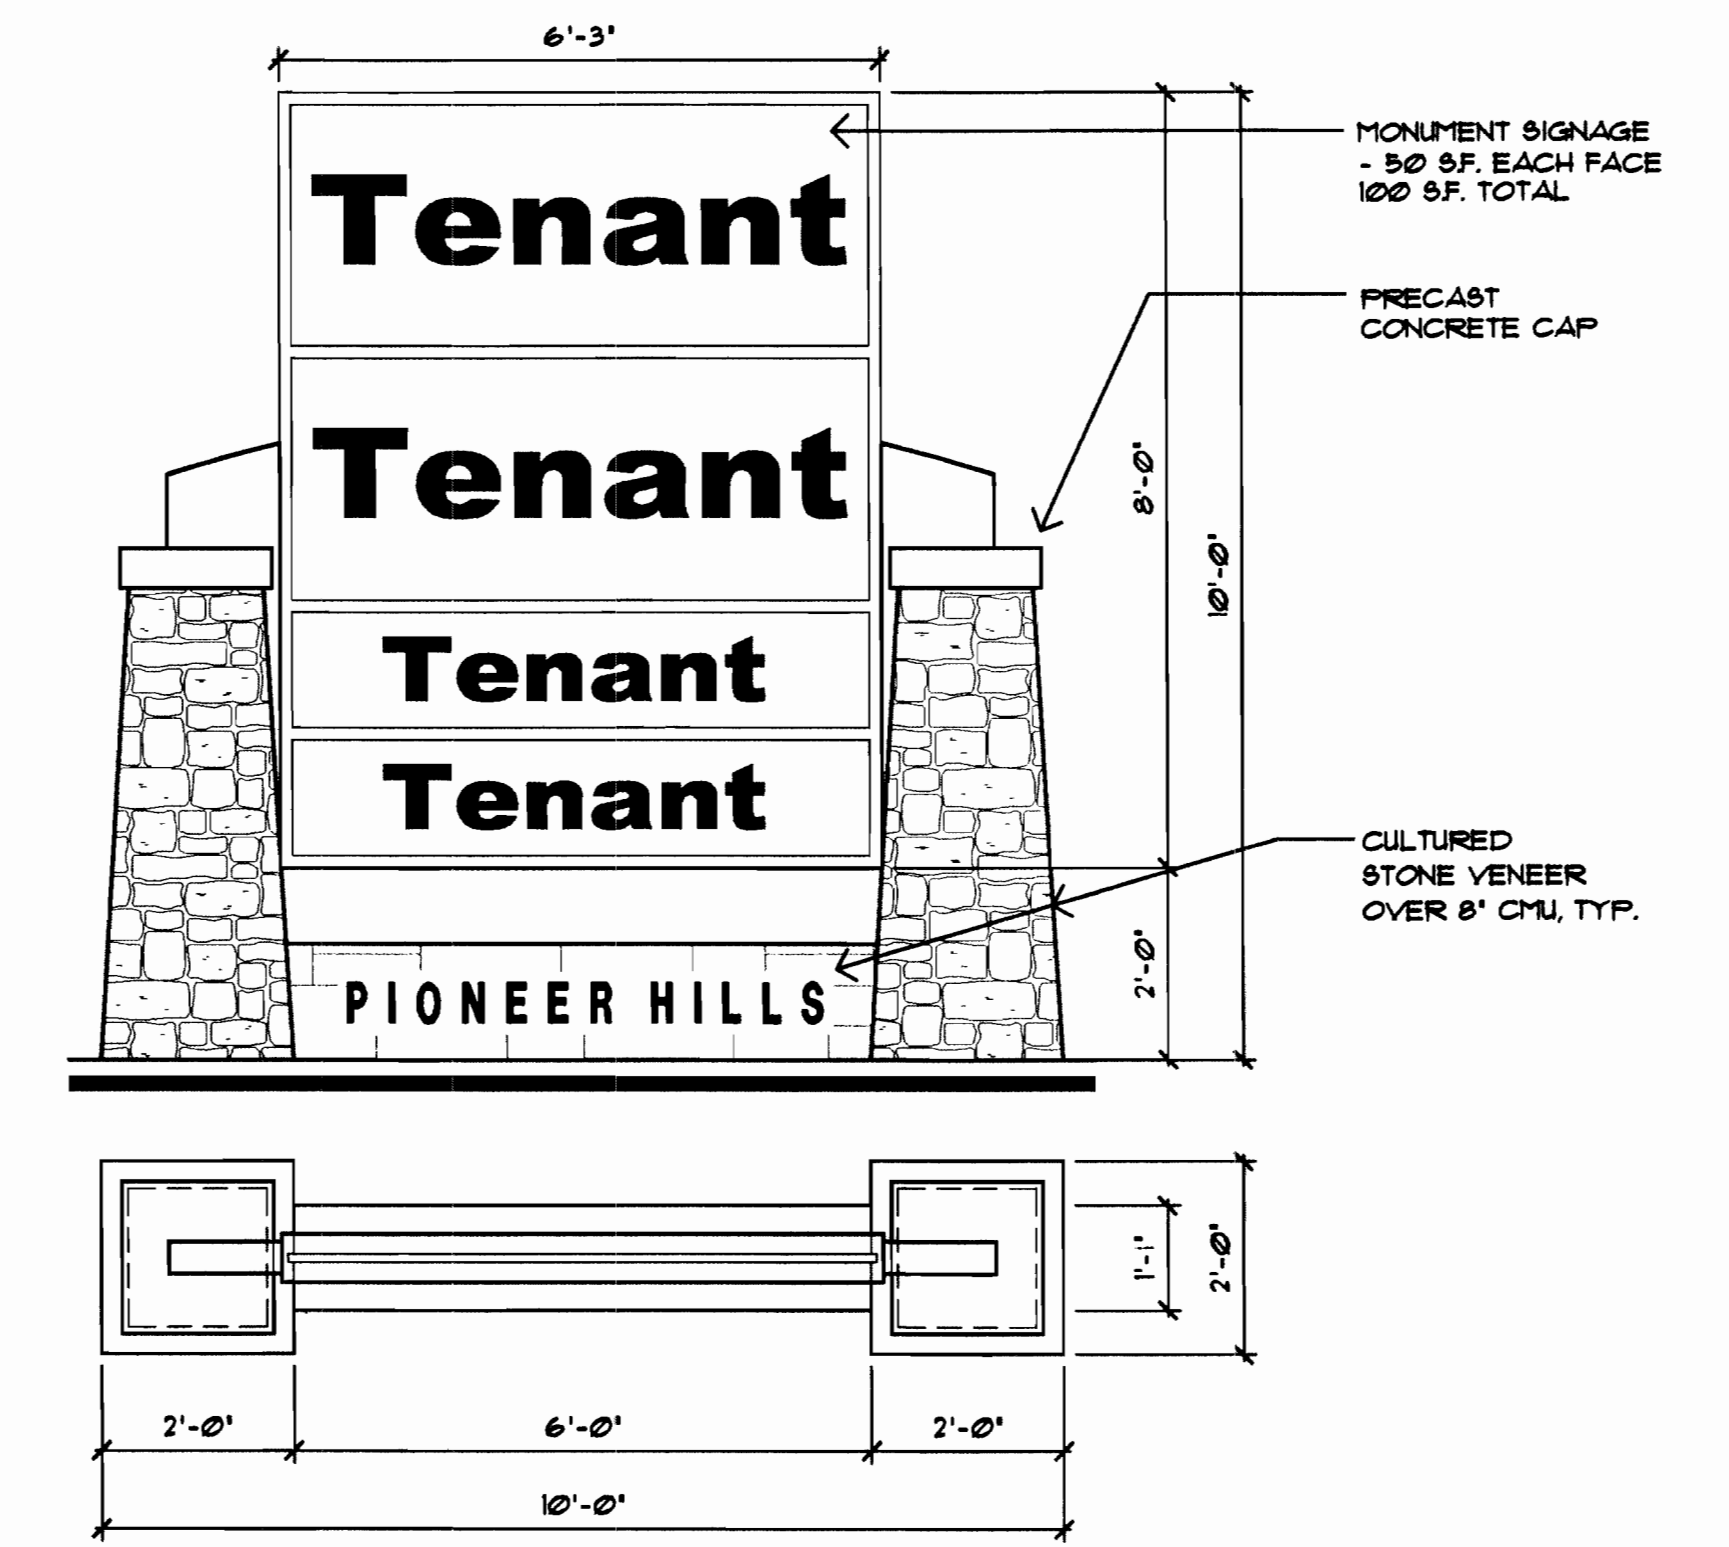 6'-3"
MONUMENT SIGNAGE
- 50 S.F. EACH FACE
100 S.F. TOTAL
Tenant
PRECAST
CONCRETE CAP
Tenant
8'-0"
10'-0"
Tenant
Tenant
CULTURED
STONE VENEER
OVER 8" CMU, TYP.
2'-0"
PIONEER HILLS
1'-1"
2'-0"
2'-0"
6'-0"
2'-0"
10'-0"